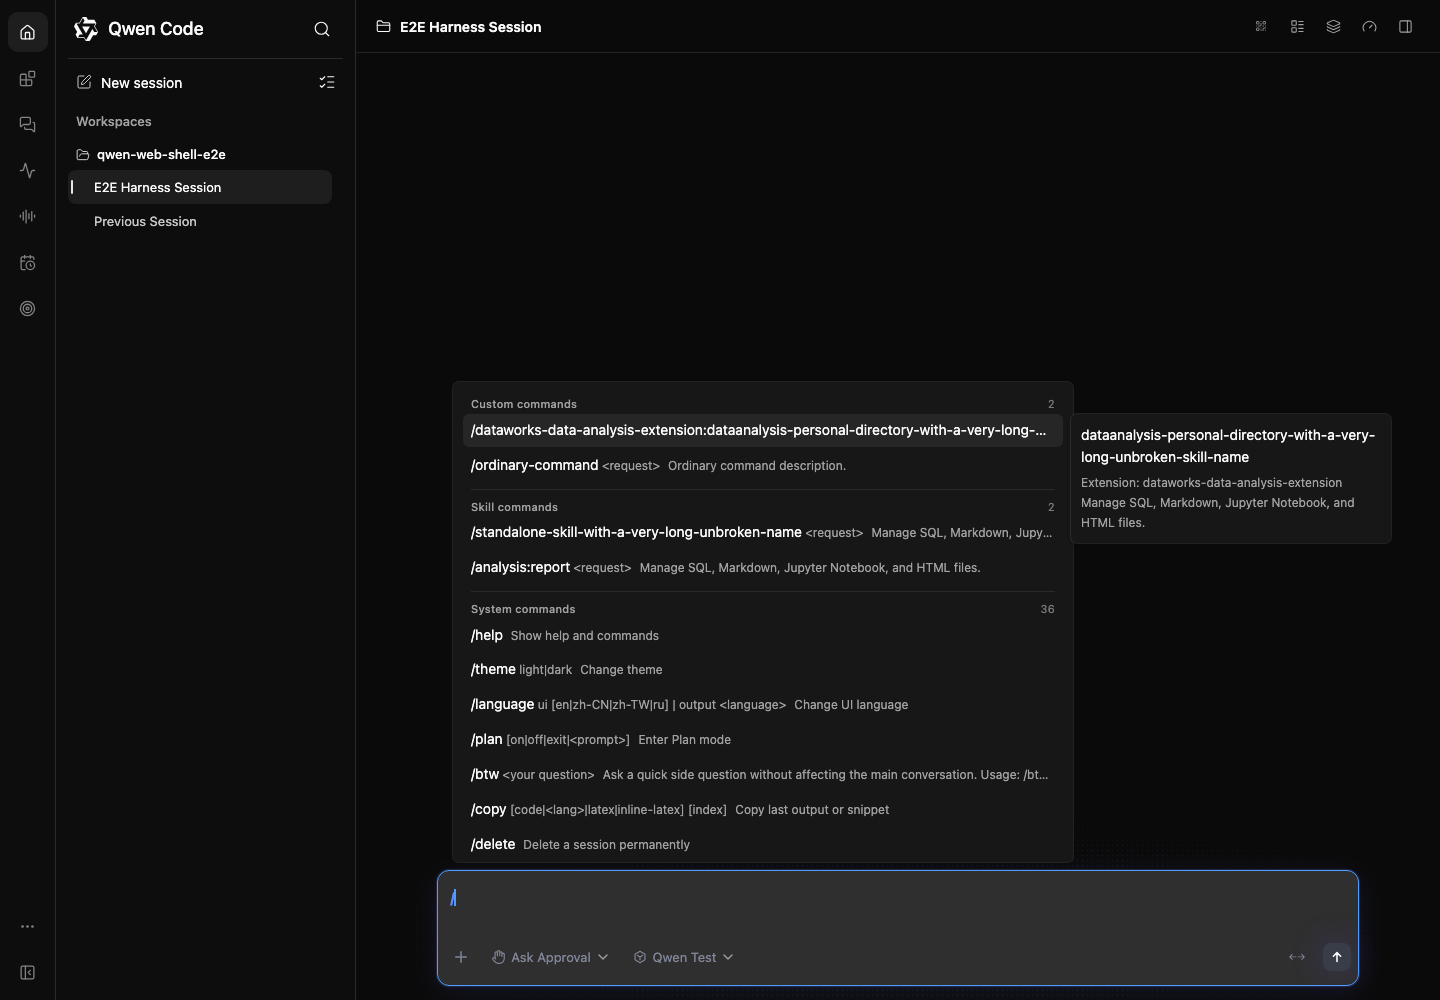 Qwen Code
New session
Workspaces
qwen-web-shell-e2e
E2E Harness Session
Previous Session
E2E Harness Session
Custom commands 2
/dataworks-data-analysis-extension:dataanalysis-personal-directory-with-a-very-long-...
/ordinary-command <request> Ordinary command description.
Skill commands 2
/standalone-skill-with-a-very-long-unbroken-name <request> Manage SQL, Markdown, Jupy...
/analysis:report <request> Manage SQL, Markdown, Jupyter Notebook, and HTML files.
System commands 36
/help Show help and commands
/theme light|dark Change theme
/language ui [en|zh-CN|zh-TW|ru] | output <language> Change UI language
/plan [on|off|exit|<prompt>] Enter Plan mode
/btw <your question> Ask a quick side question without affecting the main conversation. Usage: /bt...
/copy [code|<lang>|latex|inline-latex] [index] Copy last output or snippet
/delete Delete a session permanently
dataanalysis-personal-directory-with-a-very-
long-unbroken-skill-name
Extension: dataworks-data-analysis-extension
Manage SQL, Markdown, Jupyter Notebook, and
HTML files.
/
Ask Approval
Qwen Test